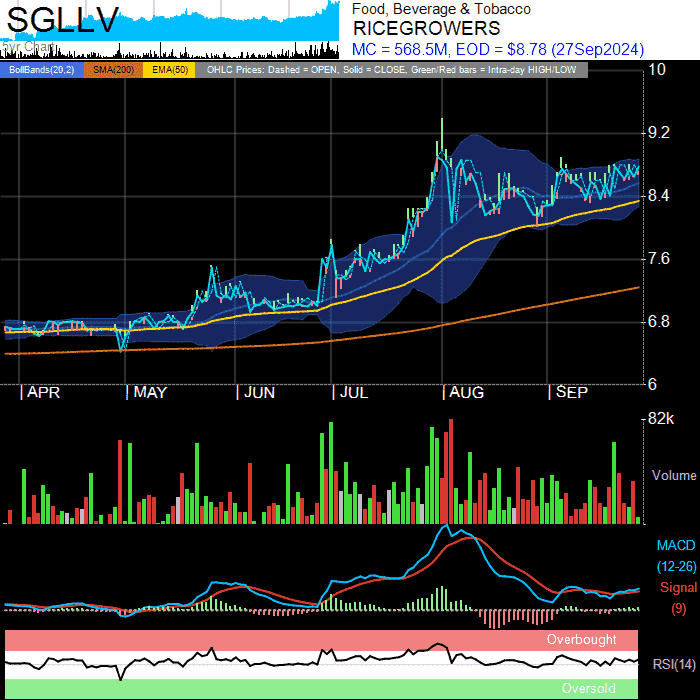 SGLLV
5yr Chart
Food, Beverage & Tobacco
RICEGROWERS
MC = 568.5M, EOD = $8.78 (27Sep2024)
BollBands(20,2) SMA(200) EMA(50) OHLC Prices: Dashed = OPEN, Solid = CLOSE, Green/Red bars = Intra-day HIGH/LOW
10
9.2
8.4
7.6
6.8
6
APR MAY JUN JUL AUG SEP
82k
Volume
MACD
(12-26)
Signal
(9)
Overbought
RSI(14)
Oversold